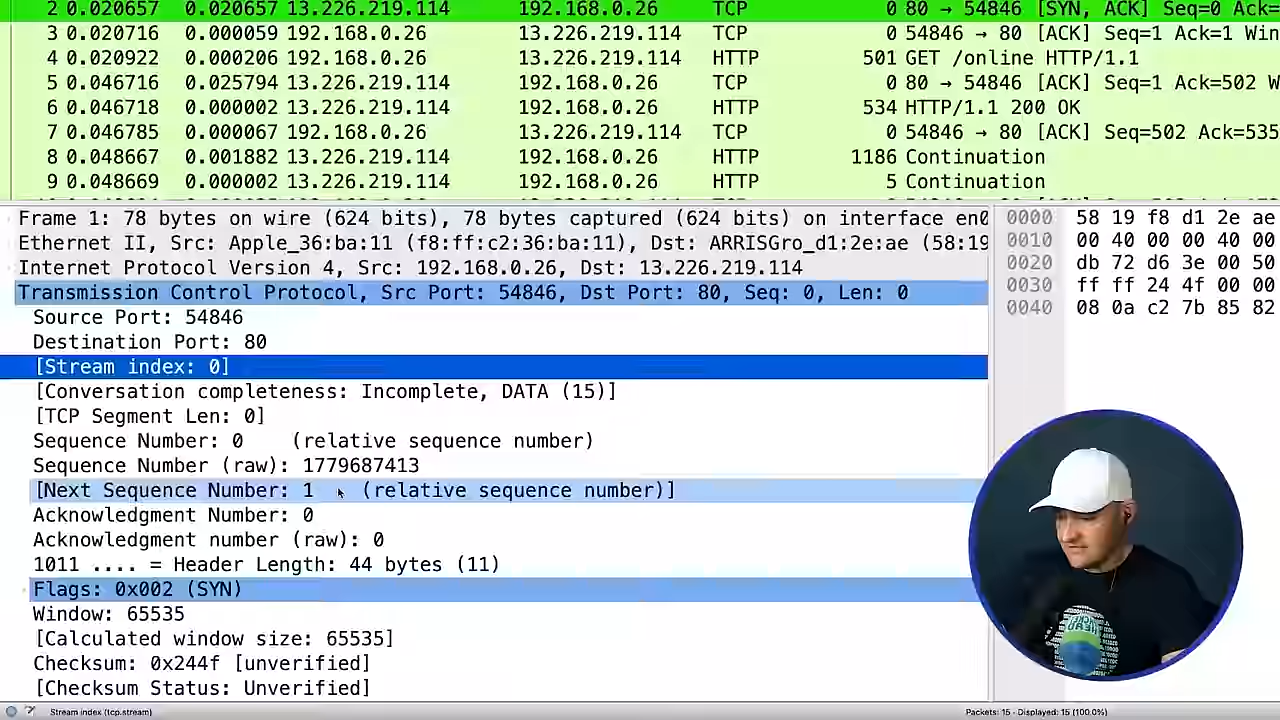 2 0.020657 0.020657 13.226.219.114 192.168.0.26 TCP 0 80 → 54846 [SYN, ACK] Seq=0 Ack=
3 0.020716 0.000059 192.168.0.26 13.226.219.114 TCP 0 54846 → 80 [ACK] Seq=1 Ack=1 Win
4 0.020922 0.000206 192.168.0.26 13.226.219.114 HTTP 501 GET /online HTTP/1.1
5 0.046716 0.025794 13.226.219.114 192.168.0.26 TCP 0 80 → 54846 [ACK] Seq=1 Ack=502 W
6 0.046718 0.000002 13.226.219.114 192.168.0.26 HTTP 534 HTTP/1.1 200 OK
7 0.046785 0.000067 192.168.0.26 13.226.219.114 TCP 0 54846 → 80 [ACK] Seq=502 Ack=535
8 0.048667 0.001882 13.226.219.114 192.168.0.26 HTTP 1186 Continuation
9 0.048669 0.000002 13.226.219.114 192.168.0.26 HTTP 5 Continuation
Frame 1: 78 bytes on wire (624 bits), 78 bytes captured (624 bits) on interface en0
Ethernet II, Src: Apple_36:ba:11 (f8:ff:c2:36:ba:11), Dst: ARRISGro_d1:2e:ae (58:19
Internet Protocol Version 4, Src: 192.168.0.26, Dst: 13.226.219.114
Transmission Control Protocol, Src Port: 54846, Dst Port: 80, Seq: 0, Len: 0
Source Port: 54846
Destination Port: 80
[Stream index: 0]
[Conversation completeness: Incomplete, DATA (15)]
[TCP Segment Len: 0]
Sequence Number: 0 (relative sequence number)
Sequence Number (raw): 1779687413
[Next Sequence Number: 1 (relative sequence number)]
Acknowledgment Number: 0
Acknowledgment number (raw): 0
1011 .... = Header Length: 44 bytes (11)
Flags: 0x002 (SYN)
Window: 65535
[Calculated window size: 65535]
Checksum: 0x244f [unverified]
[Checksum Status: Unverified]
0000 58 19 f8 d1 2e ae
0010 00 40 00 00 40 00
0020 db 72 d6 3e 00 50
0030 ff ff 24 4f 00 00
0040 08 0a c2 7b 85 82
Stream index (tcp.stream)
Packets: 15 · Displayed: 15 (100.0%)